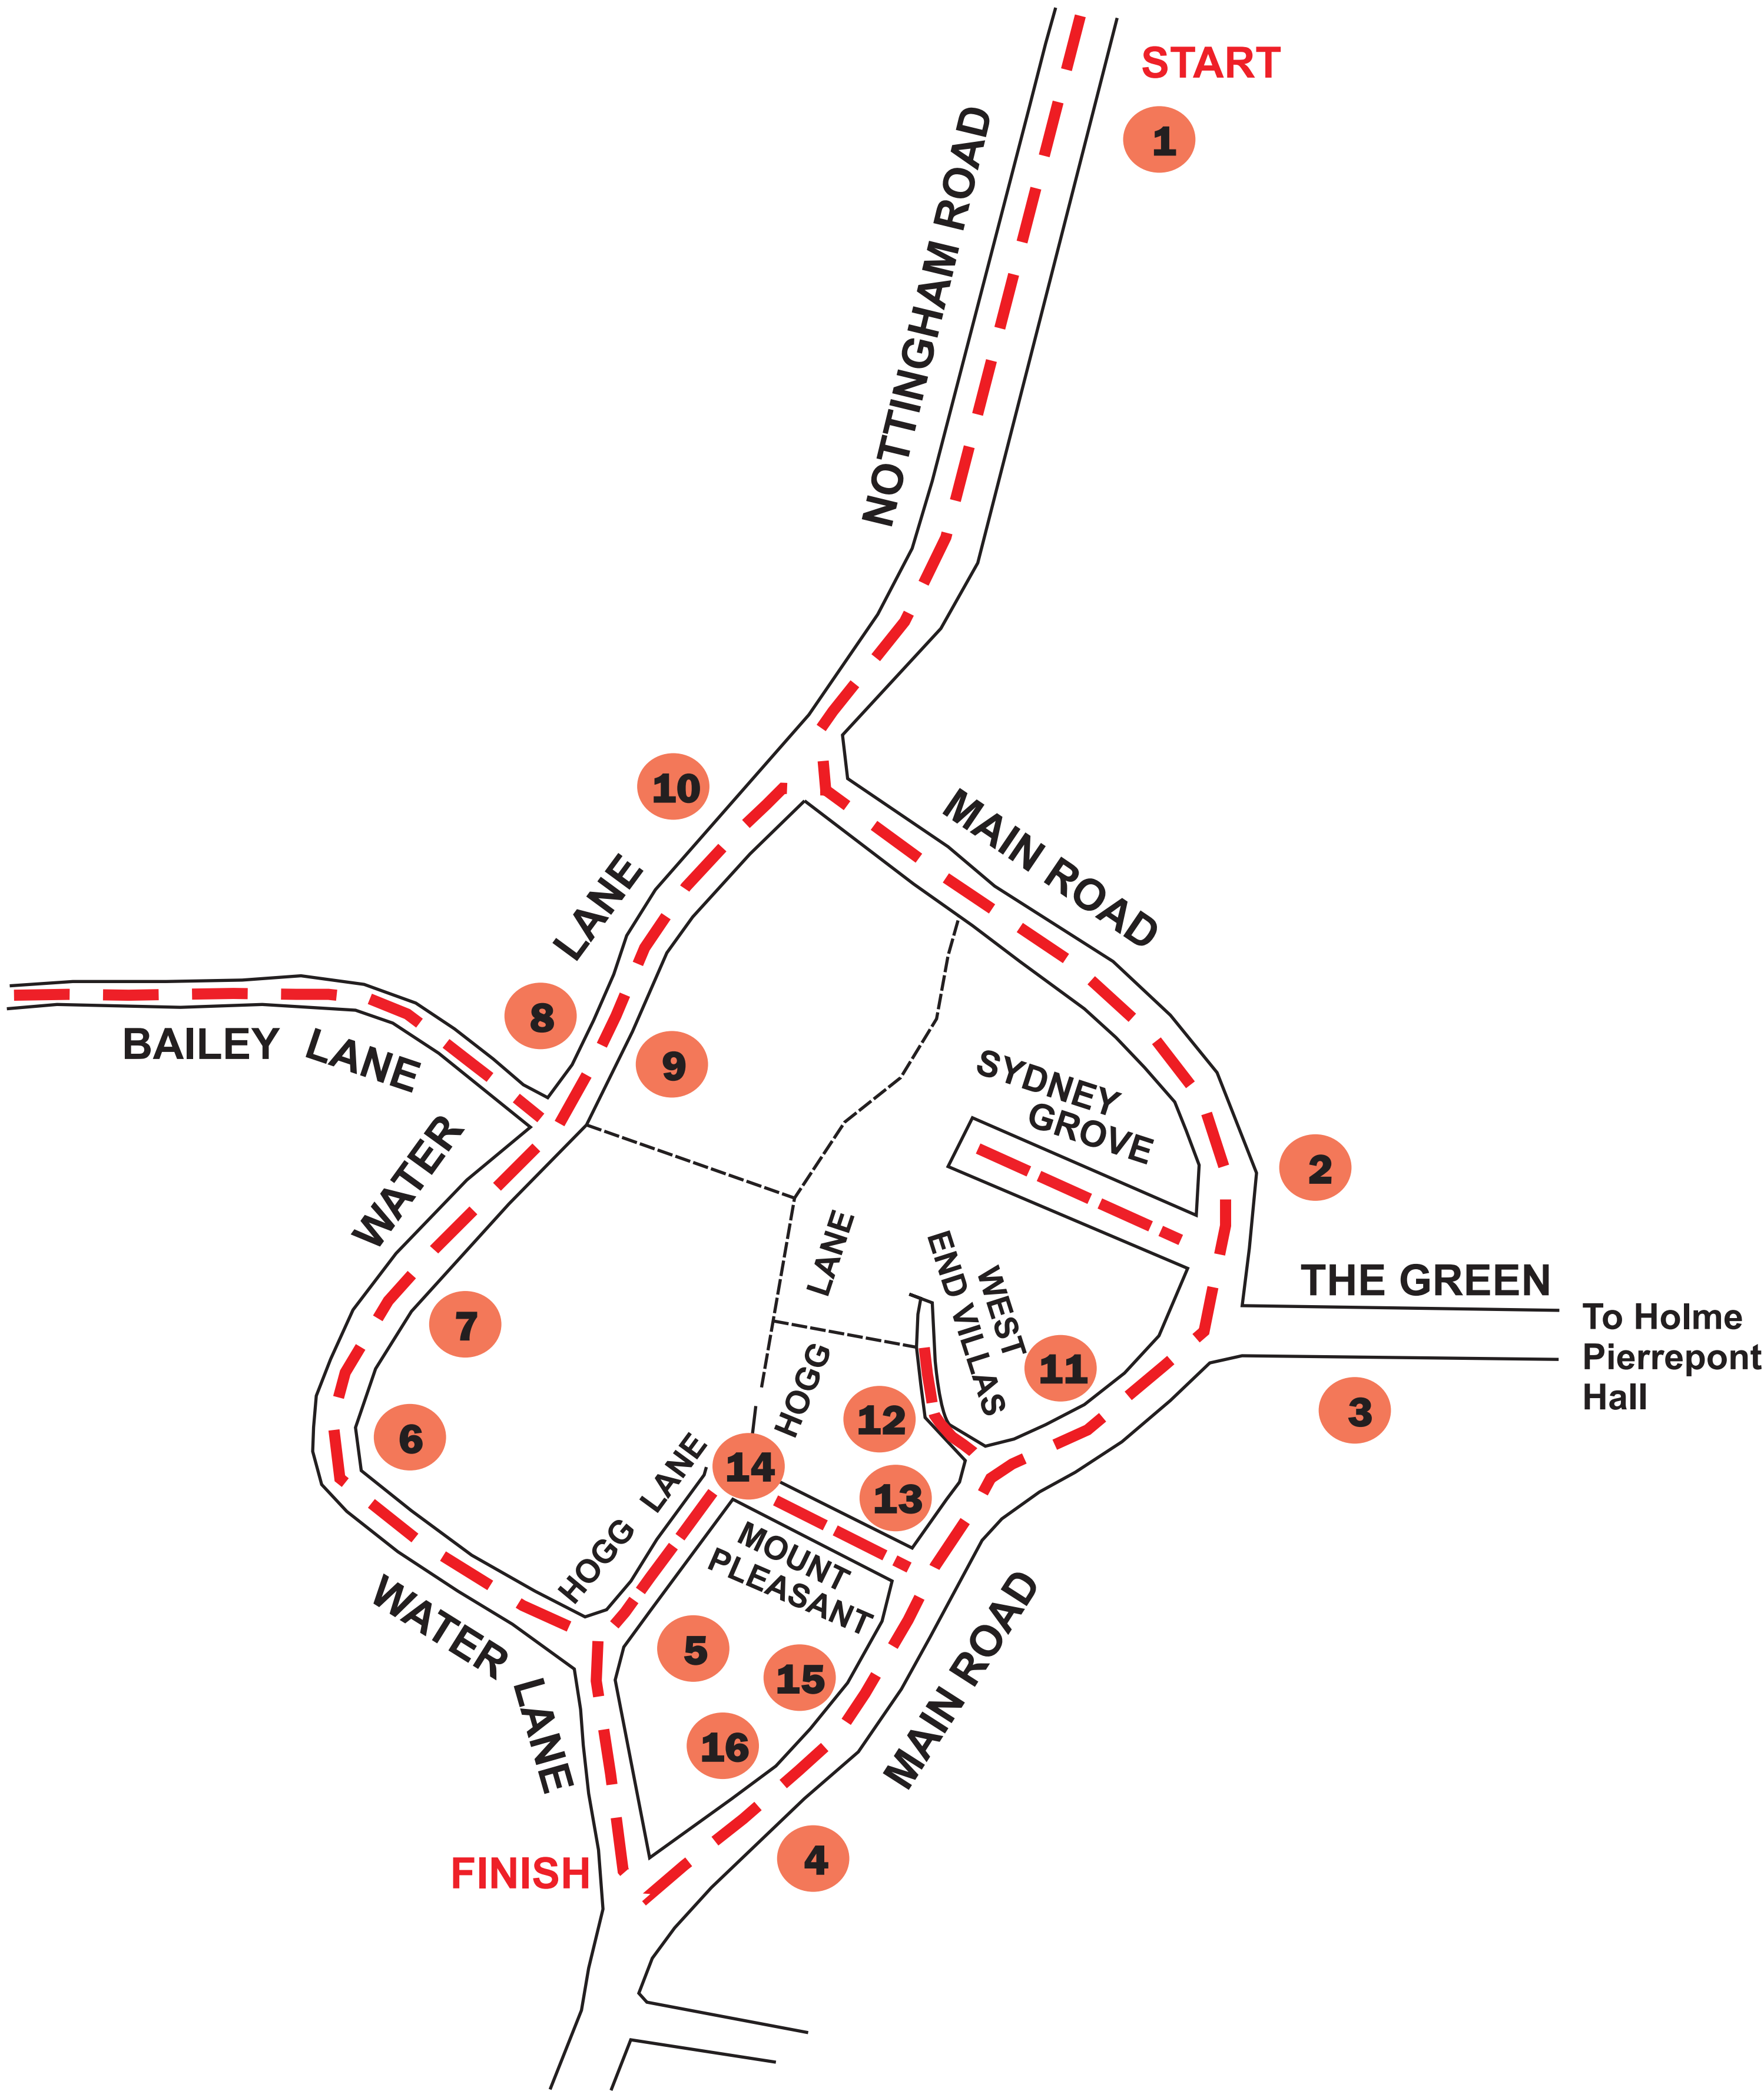 START
1
NOTTINGHAM ROAD
10
MAIN ROAD
LANE
8
BAILEY LANE
9
SYDNEY
GROVE
WATER
2
LANE
WEST
END VILLAS
THE GREEN
To Holme
Pierrepont
Hall
7
11
HOGG
12
3
6
14
HOGG LANE
13
MOUNT
PLEASANT
WATER LANE
5
15
MAIN ROAD
16
4
FINISH